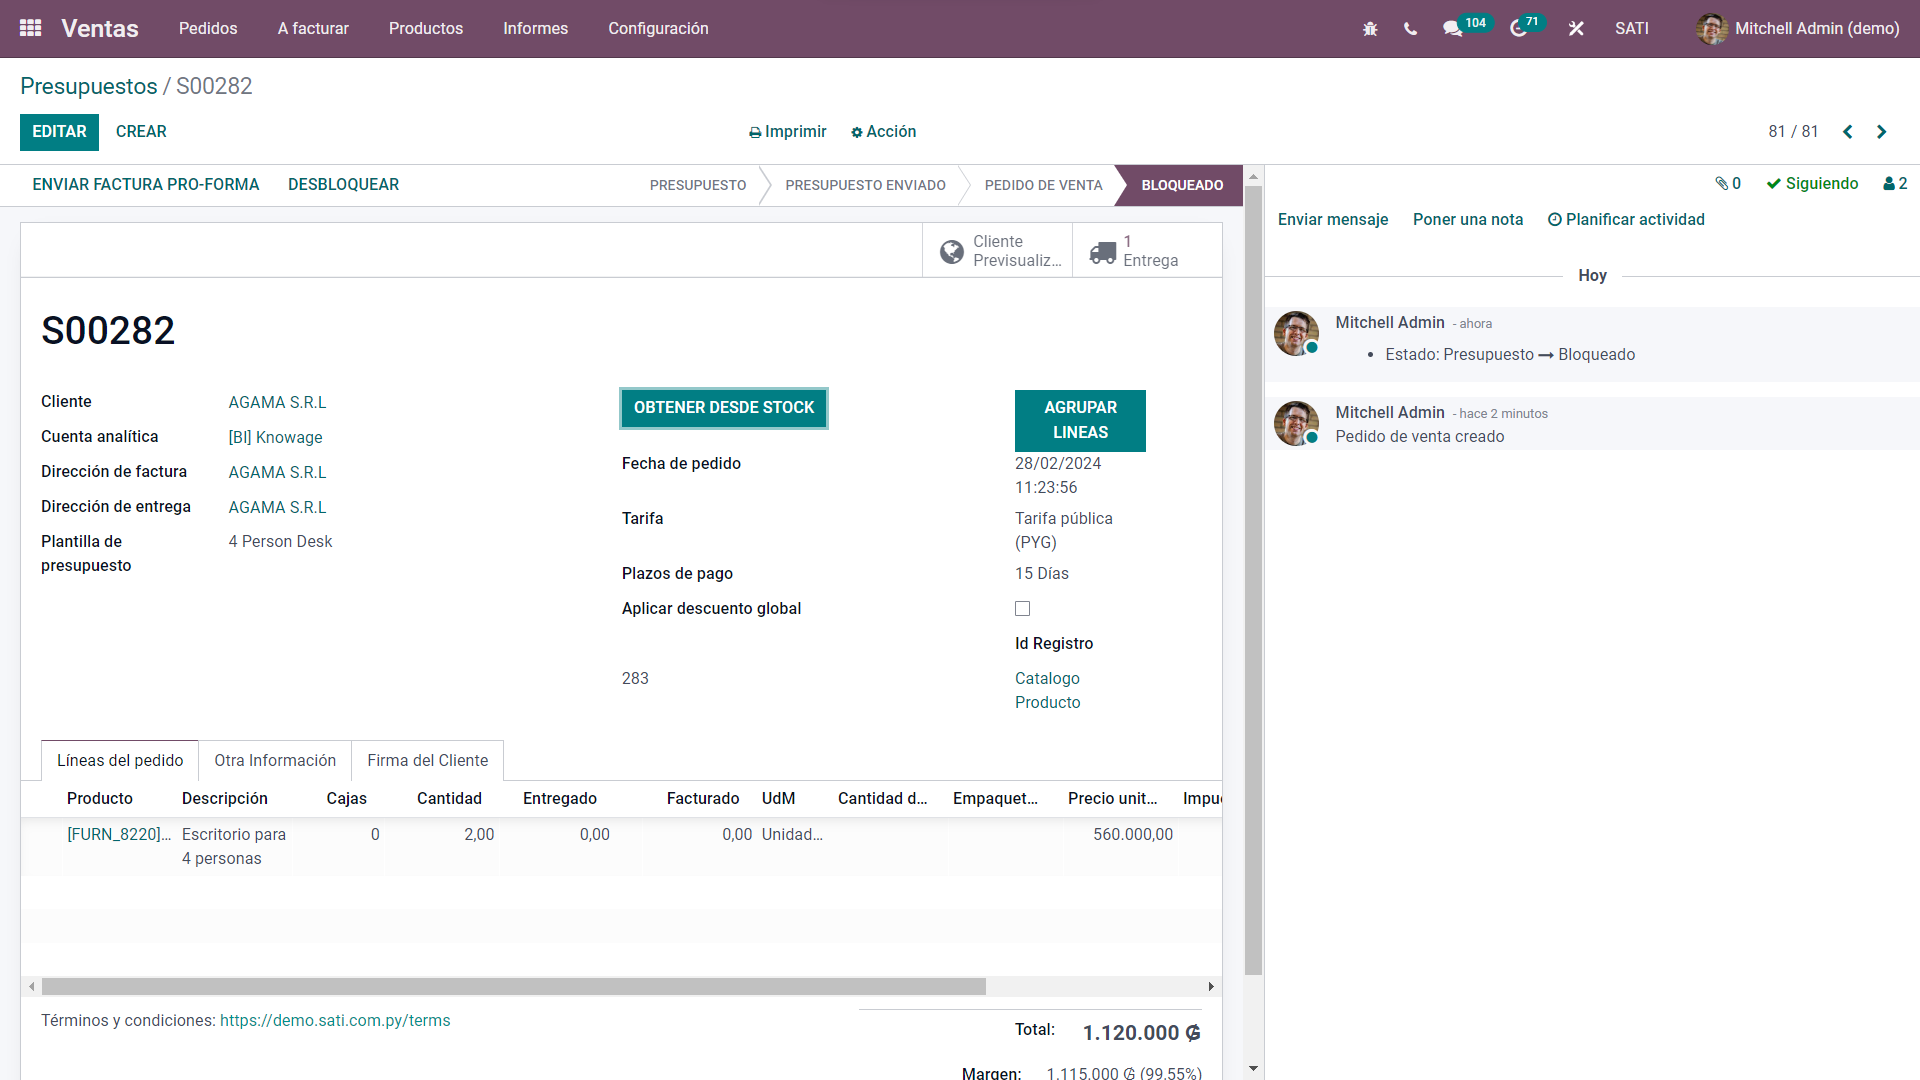 Ventas
Pedidos
A facturar
Productos
Informes
Configuración
104
71
SATI
Mitchell Admin (demo)
Presupuestos / S00282
EDITAR
CREAR
Imprimir
Acción
81 / 81
ENVIAR FACTURA PRO-FORMA
DESBLOQUEAR
PRESUPUESTO
PRESUPUESTO ENVIADO
PEDIDO DE VENTA
BLOQUEADO
0
Siguiendo
2
Enviar mensaje
Poner una nota
Planificar actividad
Cliente
Previsualiz...
1
Entrega
Hoy
Mitchell Admin - ahora
Estado: Presupuesto → Bloqueado
Mitchell Admin - hace 2 minutos
Pedido de venta creado
S00282
Cliente
AGAMA S.R.L
Cuenta analítica
[BI] Knowage
Dirección de factura
AGAMA S.R.L
Dirección de entrega
AGAMA S.R.L
Plantilla de
presupuesto
4 Person Desk
OBTENER DESDE STOCK
AGRUPAR
LINEAS
Fecha de pedido
28/02/2024
11:23:56
Tarifa
Tarifa pública
(PYG)
Plazos de pago
15 Días
Aplicar descuento global
Id Registro
283
Catalogo
Producto
Líneas del pedido
Otra Información
Firma del Cliente
Producto
Descripción
Cajas
Cantidad
Entregado
Facturado
UdM
Cantidad d...
Empaquet...
Precio unit...
Impu
[FURN_8220]...
Escritorio para
4 personas
0
2,00
0,00
0,00
Unidad...
560.000,00
Términos y condiciones: https://demo.sati.com.py/terms
Total:
1.120.000 ₲
Margen:
1.115.000 ₲ (99.55%)